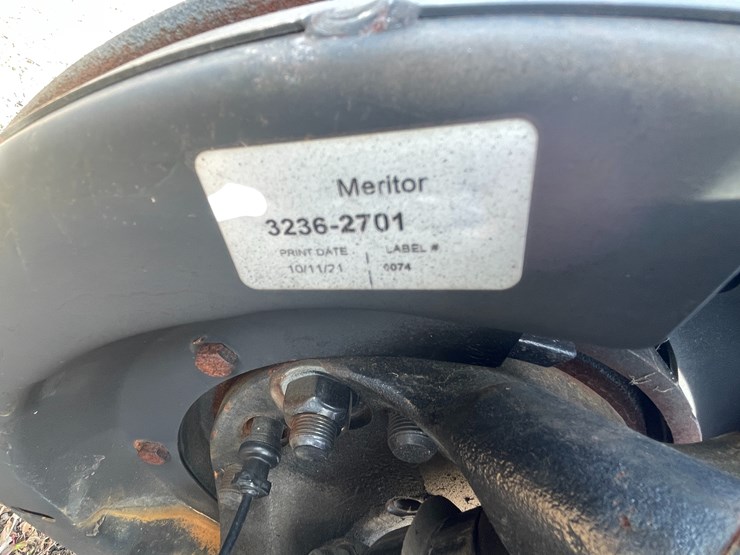 Meritor
3236-2701
PRINT DATE | LABEL #
10/11/21 | 0074